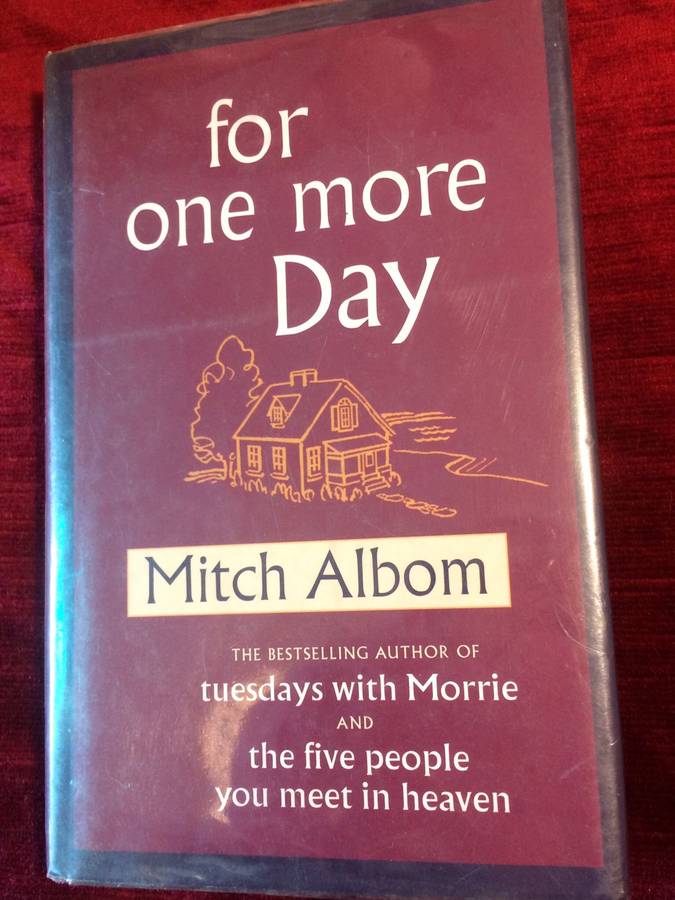 for
one more
Day
Mitch Albom
THE BESTSELLING AUTHOR OF
tuesdays with Morrie
AND
the five people
you meet in heaven